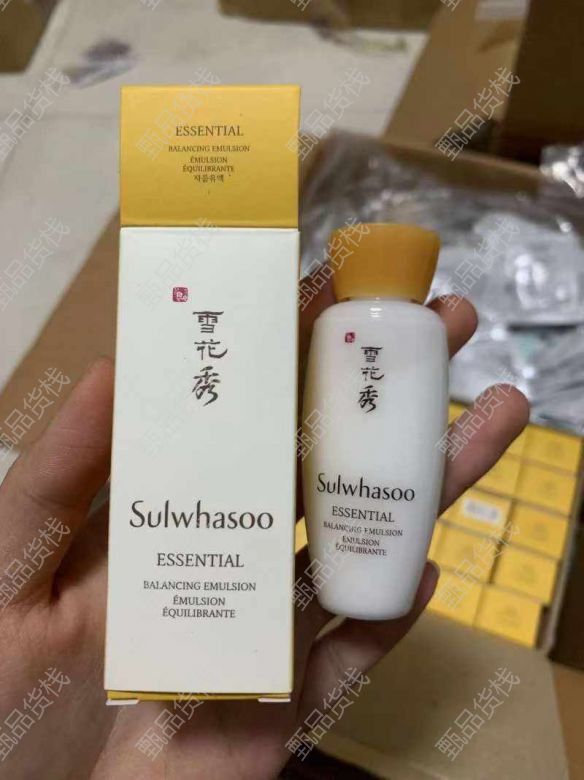 ESSENTIAL
BALANCING EMULSION
ÉMULSION
ÉQUILIBRANTE
자음유액
雪花秀
Sulwhasoo
ESSENTIAL
BALANCING EMULSION
ÉMULSION
ÉQUILIBRANTE
雪花秀
Sulwhasoo
ESSENTIAL
BALANCING EMULSION
ÉMULSION
ÉQUILIBRANTE
甄品货栈